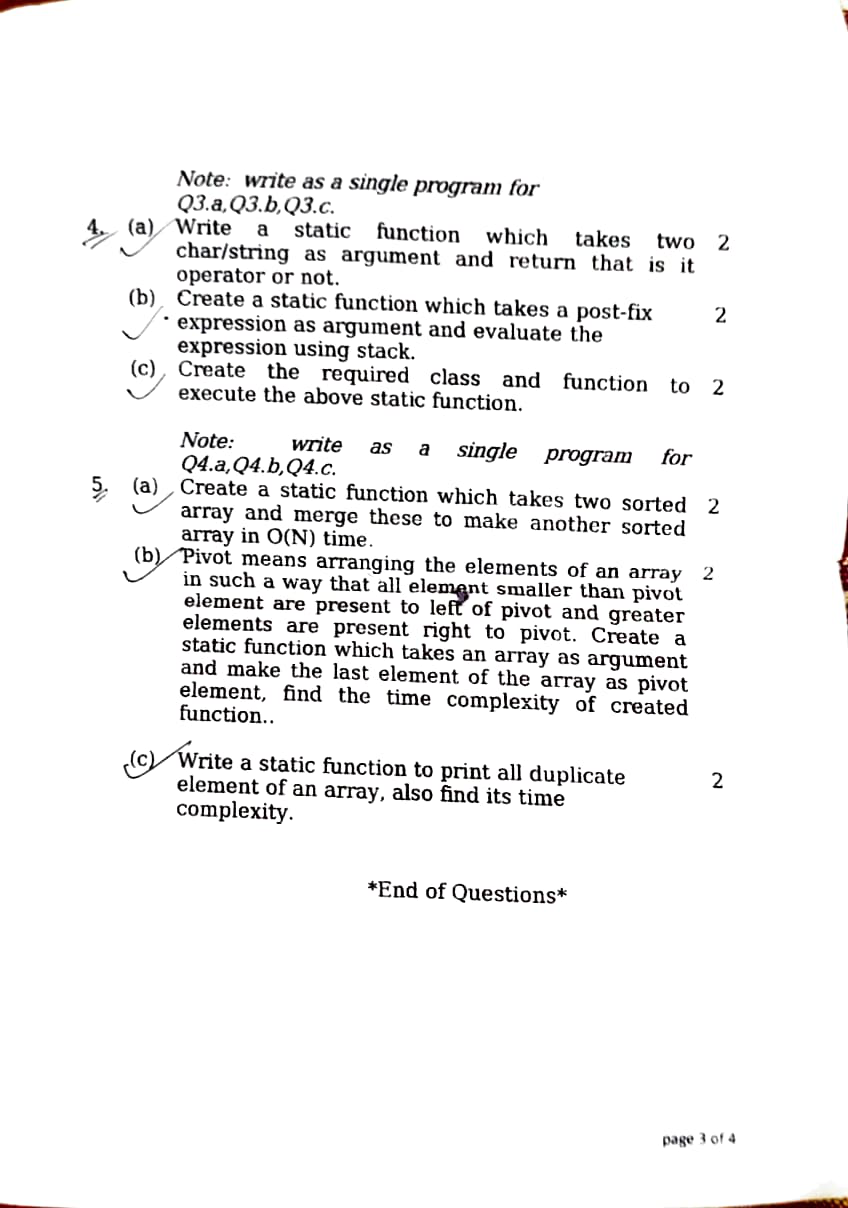 Note: write as a single program for
Q3.a,Q3.b,Q3.c.
4. (a) Write a static function which takes two 2
char/string as argument and return that is it
operator or not.
(b) Create a static function which takes a post-fix 2
expression as argument and evaluate the
expression using stack.
(c) Create the required class and function to 2
execute the above static function.
Note: write as a single program for
Q4.a,Q4.b,Q4.c.
5. (a) Create a static function which takes two sorted 2
array and merge these to make another sorted
array in O(N) time.
(b) Pivot means arranging the elements of an array 2
in such a way that all element smaller than pivot
element are present to left of pivot and greater
elements are present right to pivot. Create a
static function which takes an array as argument
and make the last element of the array as pivot
element, find the time complexity of created
function..
(c) Write a static function to print all duplicate 2
element of an array, also find its time
complexity.
*End of Questions*
page 3 of 4